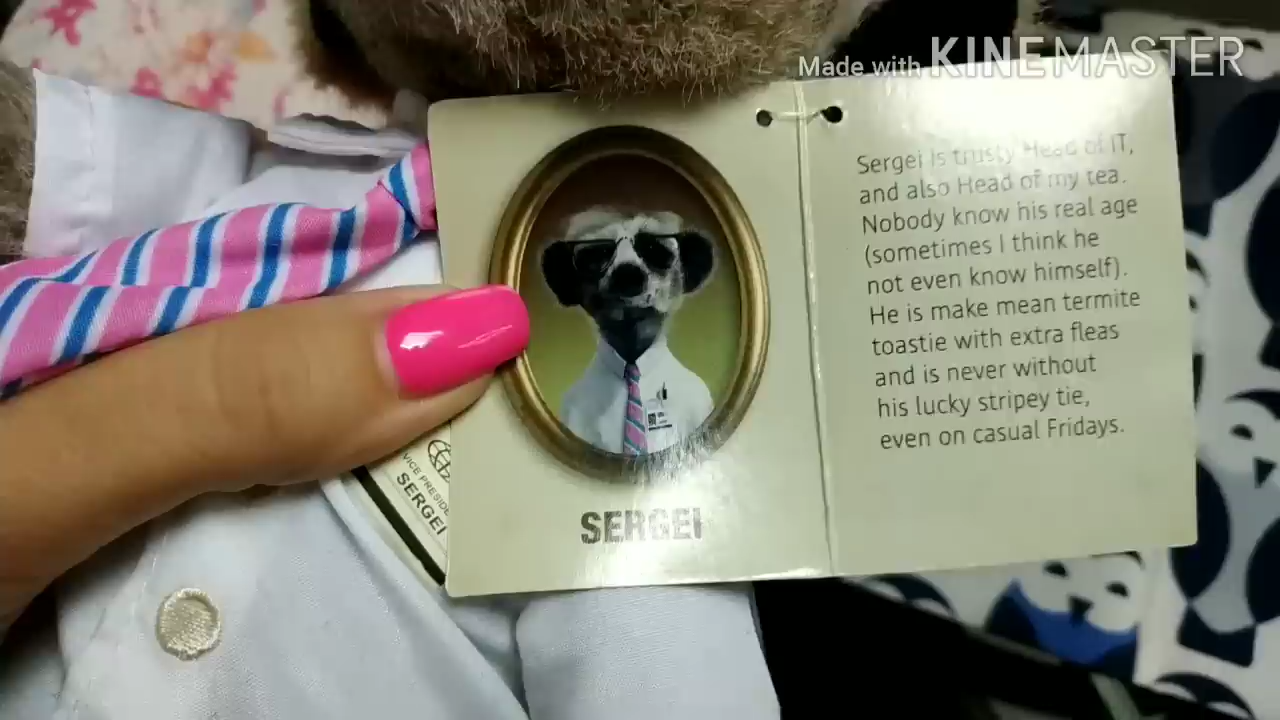 Made with KINEMASTER
Sergei is trusty Head of IT,
and also Head of my tea.
Nobody know his real age
(sometimes I think he
not even know himself).
He is make mean termite
toastie with extra fleas
and is never without
his lucky stripey tie,
even on casual Fridays.
SERGEI
VICE
SERGEI